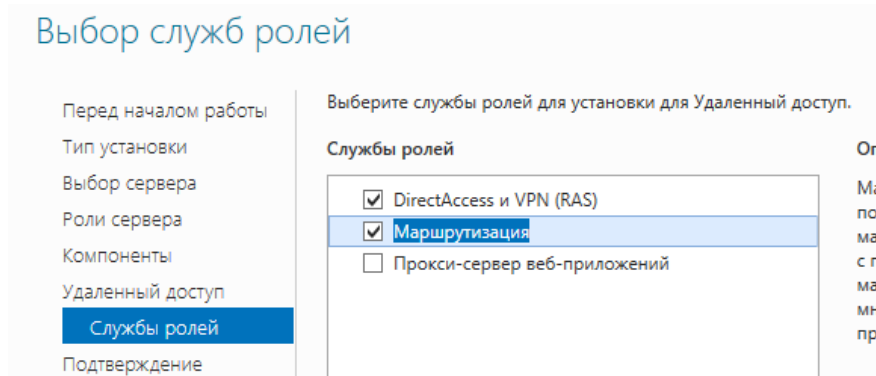 Выбор служб ролей
Перед началом работы
Тип установки
Выбор сервера
Роли сервера
Компоненты
Удаленный доступ
Службы ролей
Подтверждение
Выберите службы ролей для установки для Удаленный доступ.
Службы ролей
DirectAccess и VPN (RAS)
Маршрутизация
Прокси-сервер веб-приложений